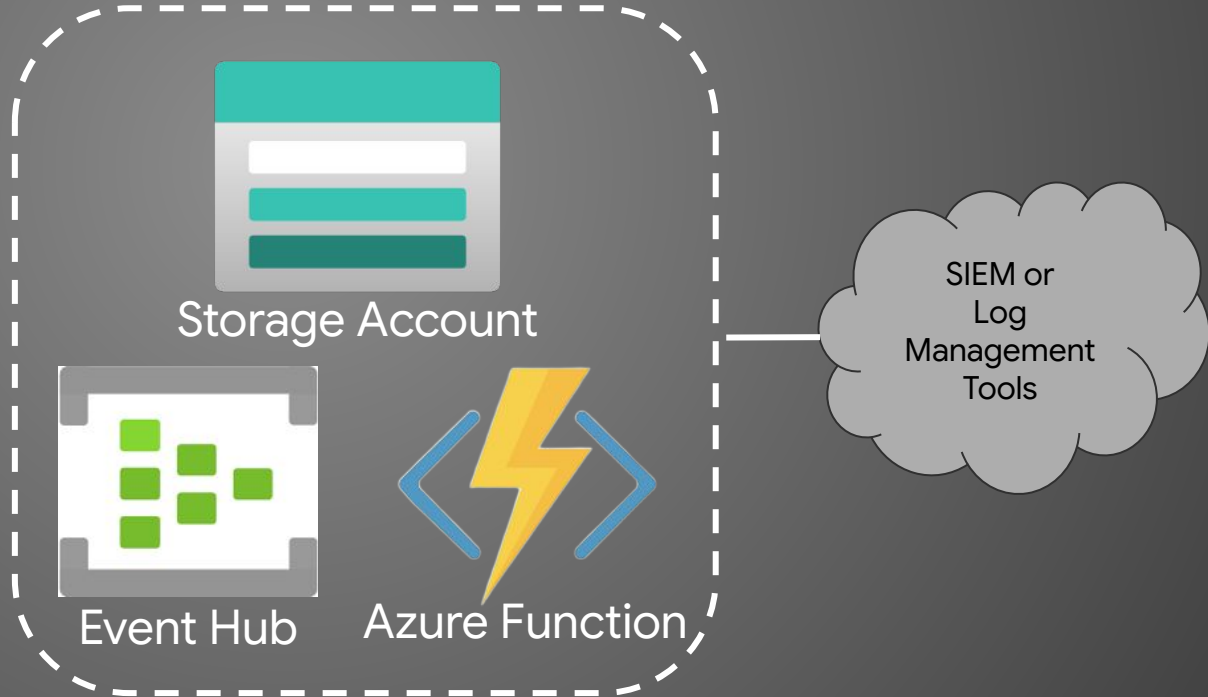 Storage Account
Event Hub
Azure Function
SIEM or
Log
Management
Tools